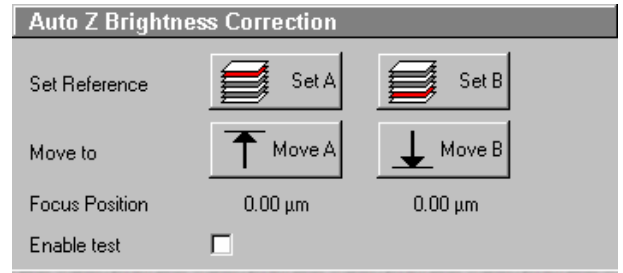 Auto Z Brightness Correction
Set Reference Set A Set B
Move to Move A Move B
Focus Position 0.00 µm 0.00 µm
Enable test